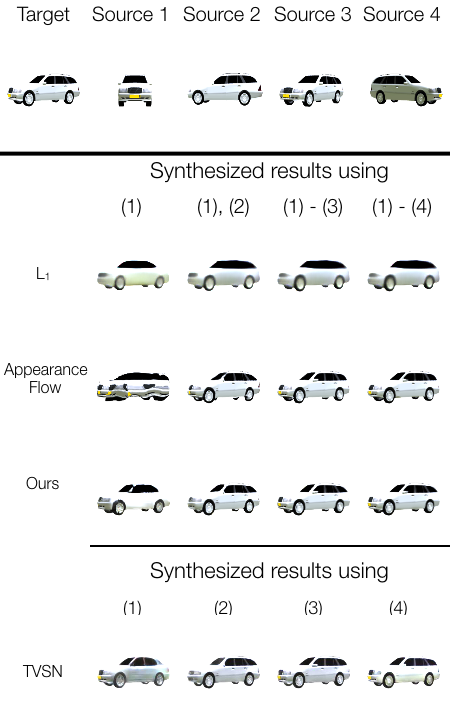 Target Source 1 Source 2 Source 3 Source 4
Synthesized results using
(1) (1), (2) (1) - (3) (1) - (4)
L₁
Appearance
Flow
Ours
Synthesized results using
(1) (2) (3) (4)
TVSN